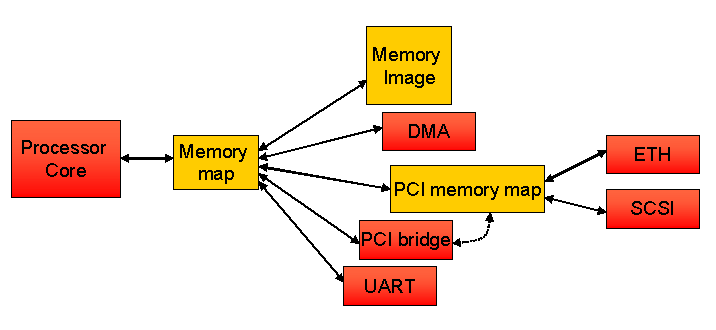 Processor
Core
Memory
map
Memory
Image
DMA
PCI memory map
PCI bridge
UART
ETH
SCSI